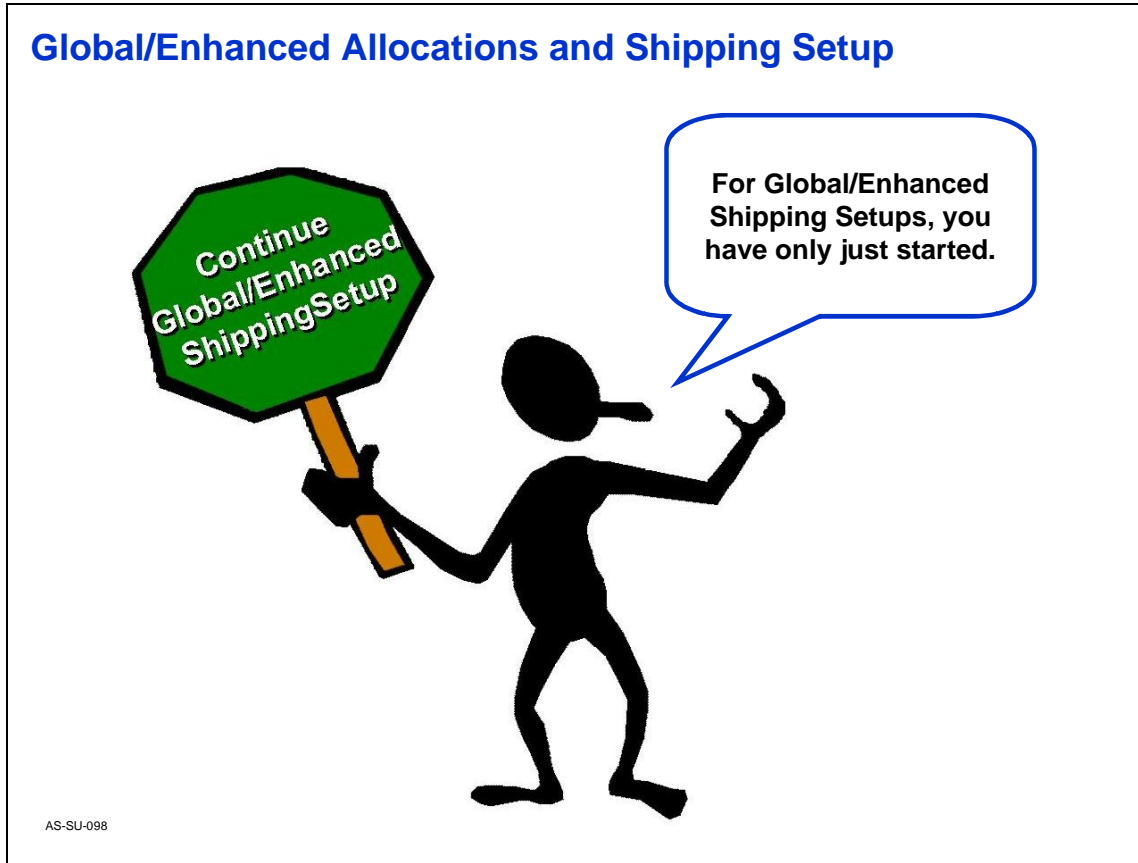 Global/Enhanced Allocations and Shipping Setup
For Global/Enhanced
Shipping Setups, you
have only just started.
Continue
Global/Enhanced
ShippingSetup
AS-SU-098